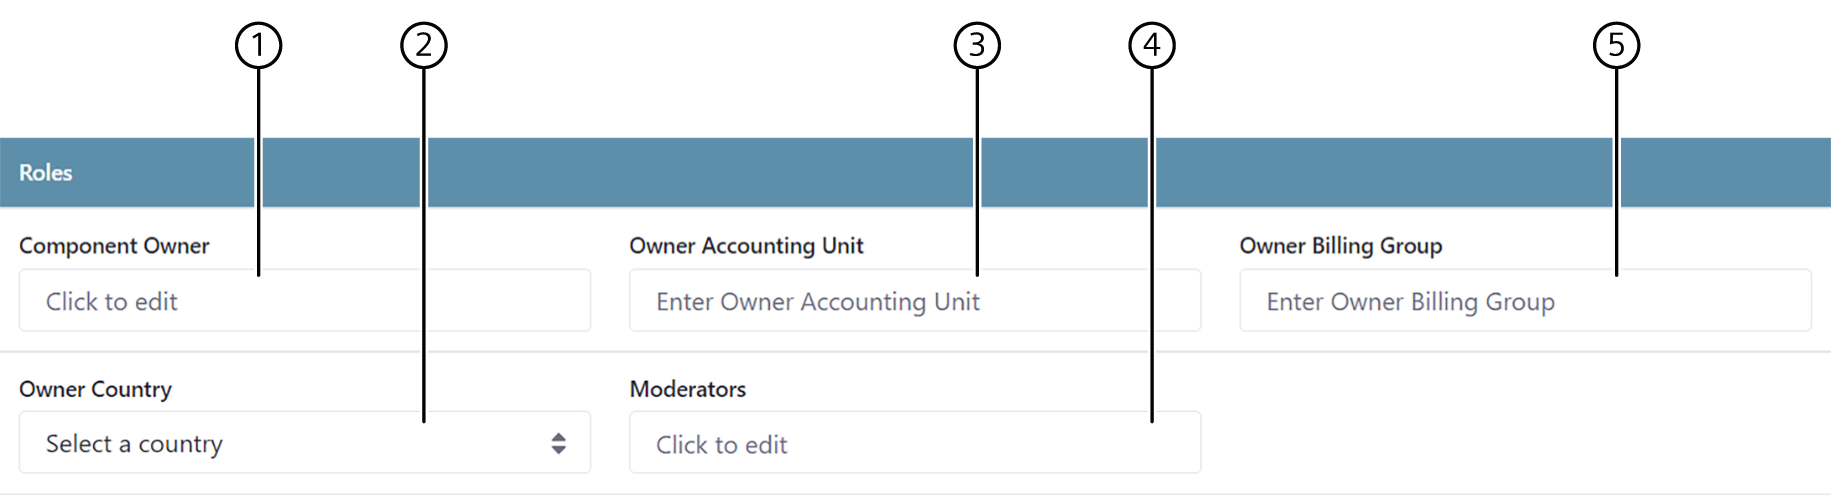 1 2 3 4 5
Roles
Component Owner Owner Accounting Unit Owner Billing Group
Click to edit Enter Owner Accounting Unit Enter Owner Billing Group
Owner Country Moderators
Select a country Click to edit